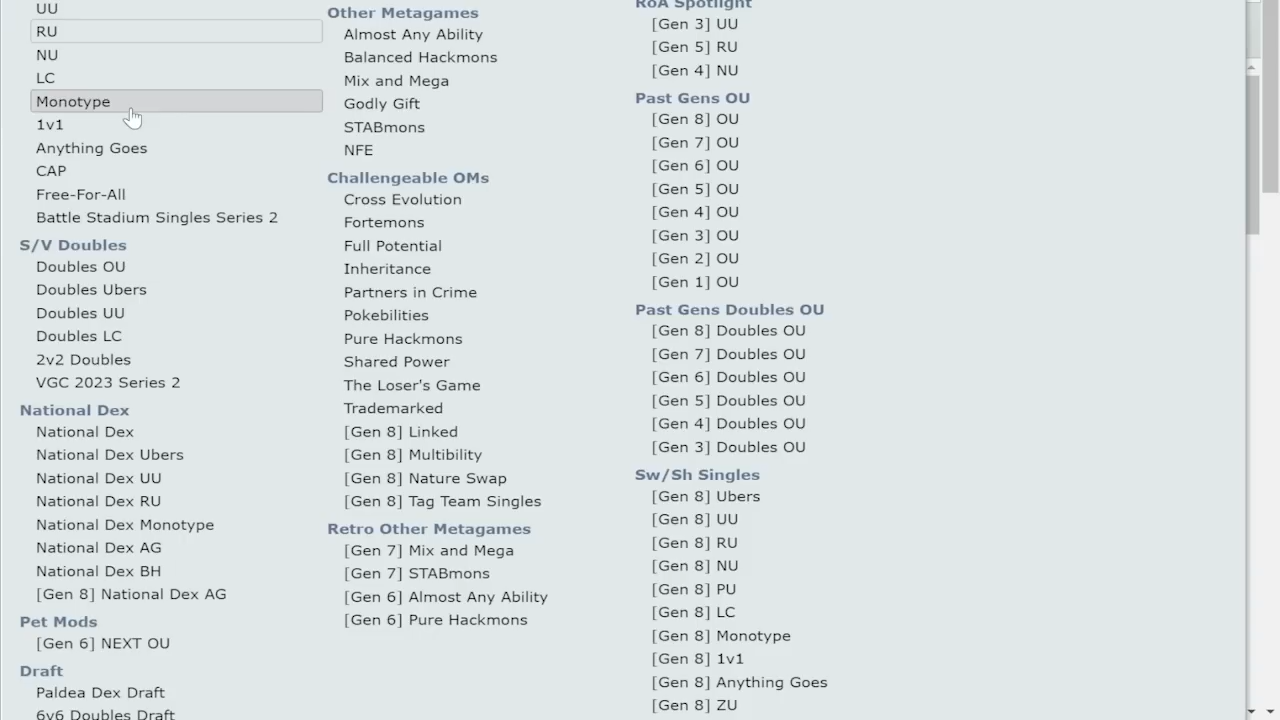 UU
RU
NU
LC
Monotype
1v1
Anything Goes
CAP
Free-For-All
Battle Stadium Singles Series 2
S/V Doubles
Doubles OU
Doubles Ubers
Doubles UU
Doubles LC
2v2 Doubles
VGC 2023 Series 2
National Dex
National Dex
National Dex Ubers
National Dex UU
National Dex RU
National Dex Monotype
National Dex AG
National Dex BH
[Gen 8] National Dex AG
Pet Mods
[Gen 6] NEXT OU
Draft
Paldea Dex Draft
6v6 Doubles Draft
Other Metagames
Almost Any Ability
Balanced Hackmons
Mix and Mega
Godly Gift
STABmons
NFE
Challengeable OMs
Cross Evolution
Fortemons
Full Potential
Inheritance
Partners in Crime
Pokebilities
Pure Hackmons
Shared Power
The Loser's Game
Trademarked
[Gen 8] Linked
[Gen 8] Multibility
[Gen 8] Nature Swap
[Gen 8] Tag Team Singles
Retro Other Metagames
[Gen 7] Mix and Mega
[Gen 7] STABmons
[Gen 6] Almost Any Ability
[Gen 6] Pure Hackmons
RoA Spotlight
[Gen 3] UU
[Gen 5] RU
[Gen 4] NU
Past Gens OU
[Gen 8] OU
[Gen 7] OU
[Gen 6] OU
[Gen 5] OU
[Gen 4] OU
[Gen 3] OU
[Gen 2] OU
[Gen 1] OU
Past Gens Doubles OU
[Gen 8] Doubles OU
[Gen 7] Doubles OU
[Gen 6] Doubles OU
[Gen 5] Doubles OU
[Gen 4] Doubles OU
[Gen 3] Doubles OU
Sw/Sh Singles
[Gen 8] Ubers
[Gen 8] UU
[Gen 8] RU
[Gen 8] NU
[Gen 8] PU
[Gen 8] LC
[Gen 8] Monotype
[Gen 8] 1v1
[Gen 8] Anything Goes
[Gen 8] ZU